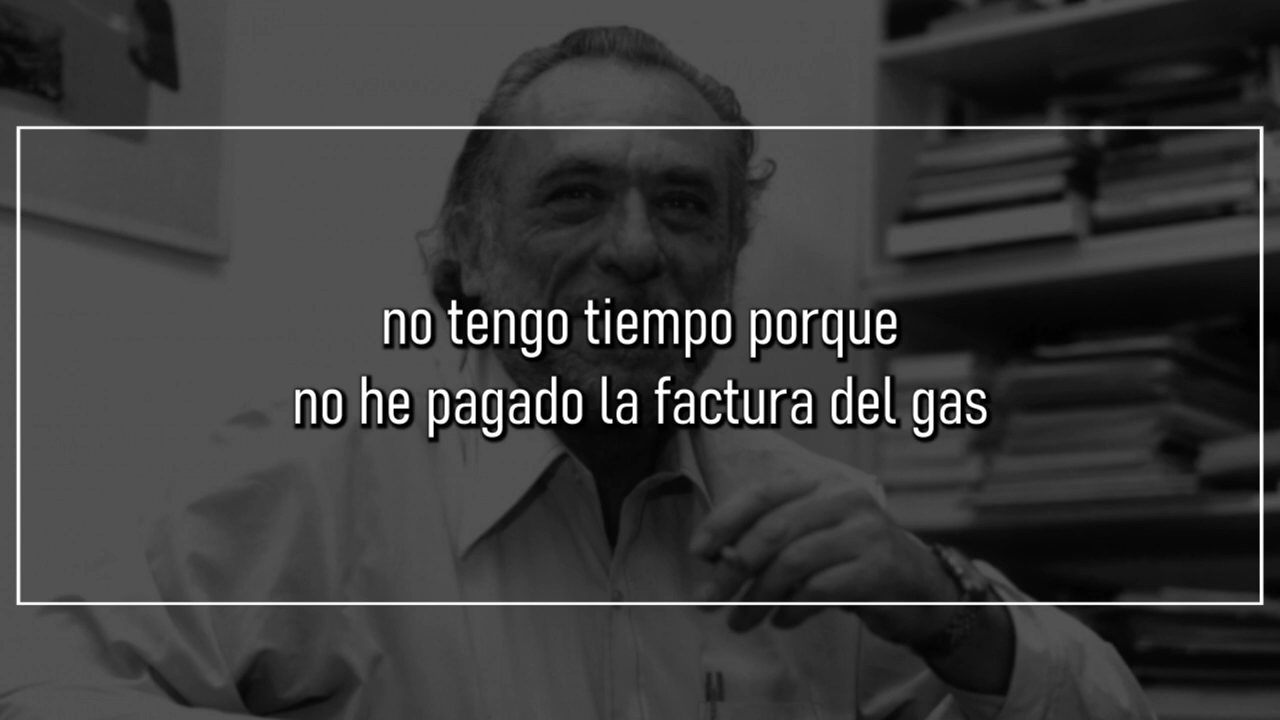 no tengo tiempo porque
no he pagado la factura del gas